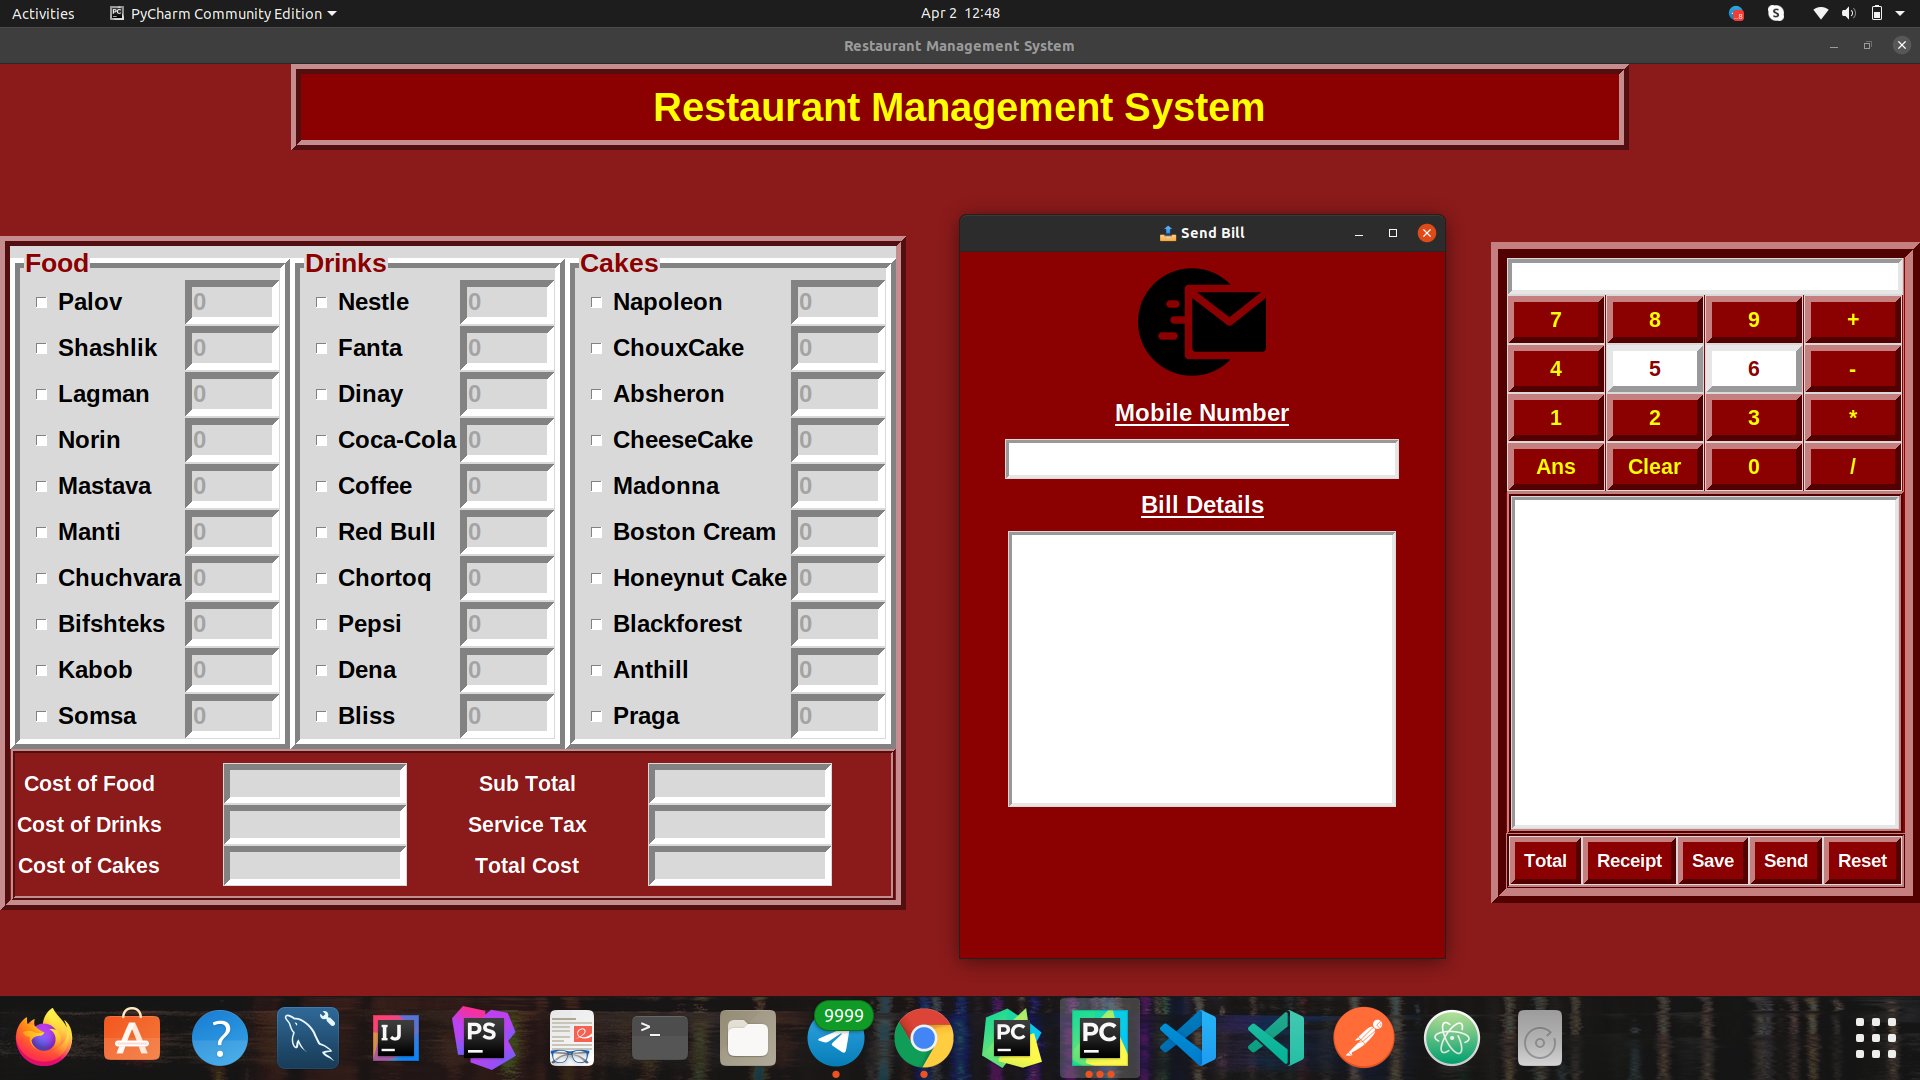 Activities PyCharm Community Edition Apr 2 12:48
Restaurant Management System
Restaurant Management System
Food Drinks Cakes
Palov 0 Nestle 0 Napoleon 0
Shashlik 0 Fanta 0 ChouxCake 0
Lagman 0 Dinay 0 Absheron 0
Norin 0 Coca-Cola 0 CheeseCake 0
Mastava 0 Coffee 0 Madonna 0
Manti 0 Red Bull 0 Boston Cream 0
Chuchvara 0 Chortoq 0 Honeynut Cake 0
Bifshteks 0 Pepsi 0 Blackforest 0
Kabob 0 Dena 0 Anthill 0
Somsa 0 Bliss 0 Praga 0
Cost of Food Sub Total
Cost of Drinks Service Tax
Cost of Cakes Total Cost
Send Bill
Mobile Number
Bill Details
7 8 9 +
4 5 6 -
1 2 3 *
Ans Clear 0 /
Total Receipt Save Send Reset
IJ PS >_ 9999 PC PC